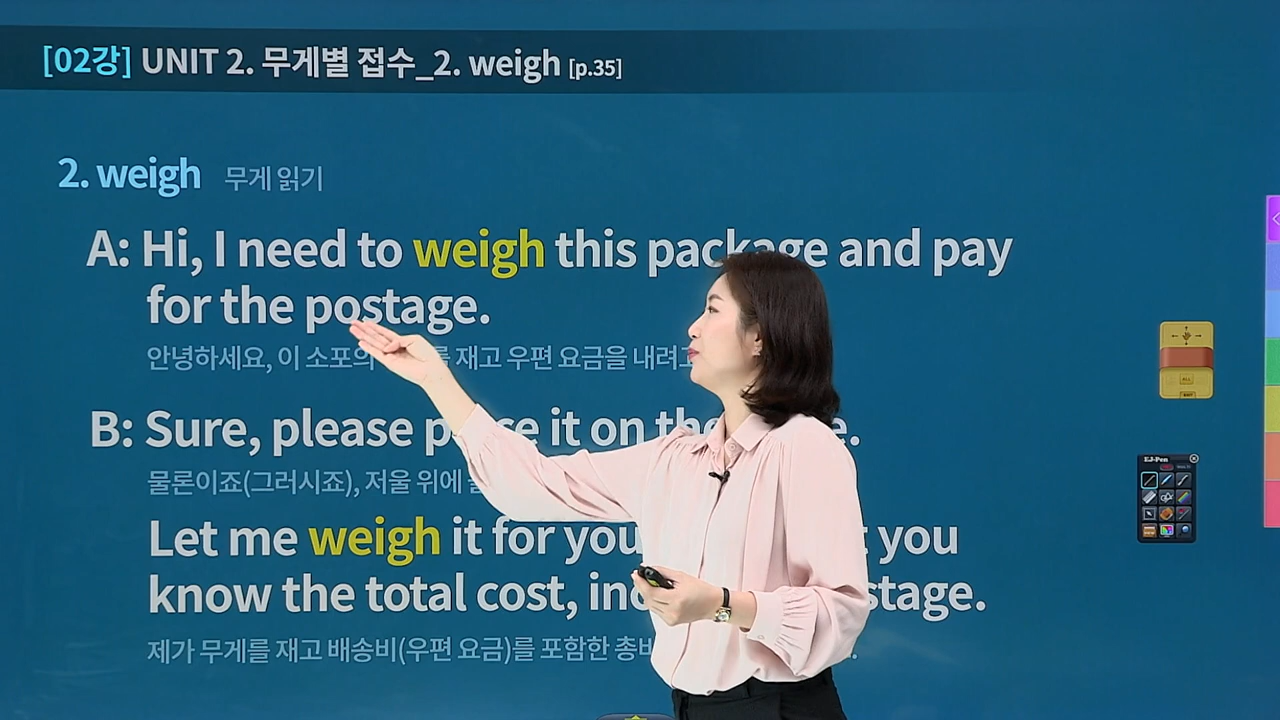 [02강] UNIT 2. 무게별 접수_2. weigh [p.35]
2. weigh 무게 읽기
A: Hi, I need to weigh this package and pay
for the postage.
안녕하세요, 이 소포의 재고 우편 요금을 내려고
B: Sure, please place it on the
물론이죠(그러시죠), 저울 위에
Let me weigh it for you you
know the total cost,
제가 무게를 재고 배송비(우편 요금)를 포함한
EJ-Pen